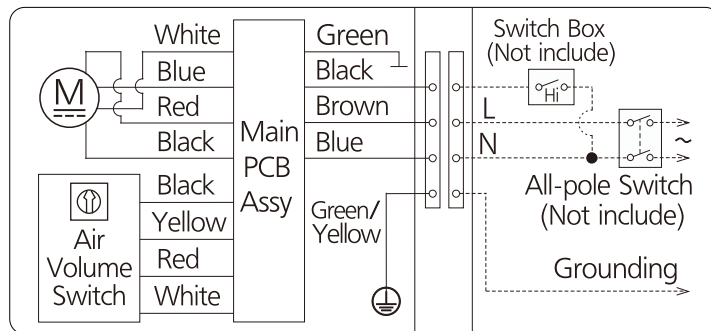 White
Blue
Red
Black
M
Main
PCB
Assy
Green
Black
Brown
Blue
Green/
Yellow
Black
Yellow
Red
White
Air
Volume
Switch
Switch Box
(Not include)
Hi
L
N
~
All-pole Switch
(Not include)
Grounding